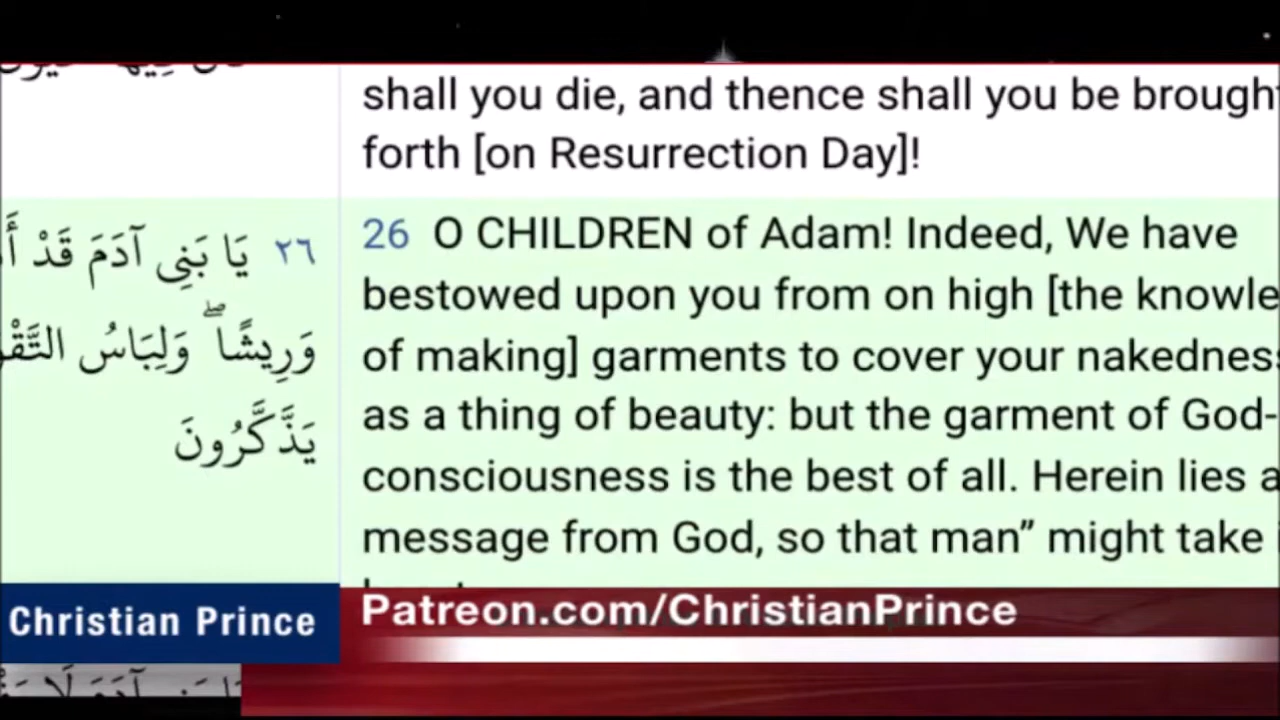 shall you die, and thence shall you be brought
forth [on Resurrection Day]!
٢٦ يَا بَنِي آدَمَ قَدْ
وَرِيشًا ۖ وَلِبَاسُ
يَذَّكَّرُونَ
26 O CHILDREN of Adam! Indeed, We have
bestowed upon you from on high [the knowle
of making] garments to cover your nakedness
as a thing of beauty: but the garment of God-
consciousness is the best of all. Herein lies a
message from God, so that man” might take
Christian Prince
Patreon.com/ChristianPrince